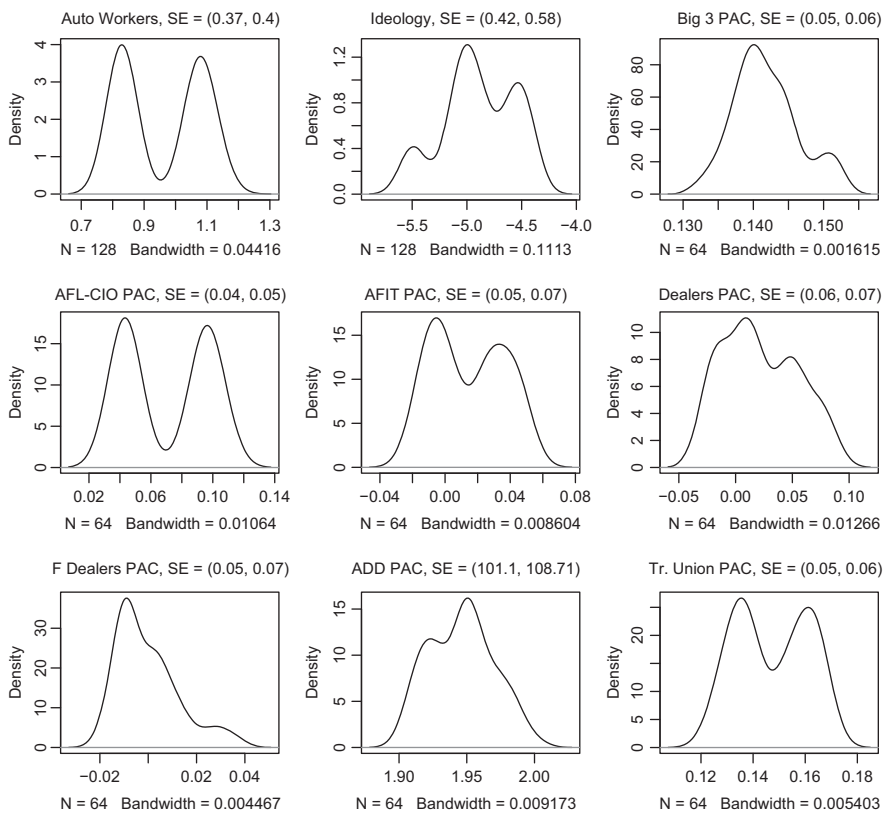 Auto Workers, SE = (0.37, 0.4)
Density
0 1 2 3 4
0.7 0.9 1.1 1.3
N = 128 Bandwidth = 0.04416
Ideology, SE = (0.42, 0.58)
Density
0.0 0.4 0.8 1.2
−5.5 −5.0 −4.5 −4.0
N = 128 Bandwidth = 0.1113
Big 3 PAC, SE = (0.05, 0.06)
Density
0 20 40 60 80
0.130 0.140 0.150
N = 64 Bandwidth = 0.001615
AFL-CIO PAC, SE = (0.04, 0.05)
Density
0 5 10 15
0.02 0.06 0.10 0.14
N = 64 Bandwidth = 0.01064
AFIT PAC, SE = (0.05, 0.07)
Density
0 5 10 15
−0.04 0.00 0.04 0.08
N = 64 Bandwidth = 0.008604
Dealers PAC, SE = (0.06, 0.07)
Density
0 2 4 6 8 10
−0.05 0.00 0.05 0.10
N = 64 Bandwidth = 0.01266
F Dealers PAC, SE = (0.05, 0.07)
Density
0 10 20 30
−0.02 0.02 0.04
N = 64 Bandwidth = 0.004467
ADD PAC, SE = (101.1, 108.71)
Density
0 5 10 15
1.90 1.95 2.00
N = 64 Bandwidth = 0.009173
Tr. Union PAC, SE = (0.05, 0.06)
Density
0 5 10 20
0.12 0.14 0.16 0.18
N = 64 Bandwidth = 0.005403